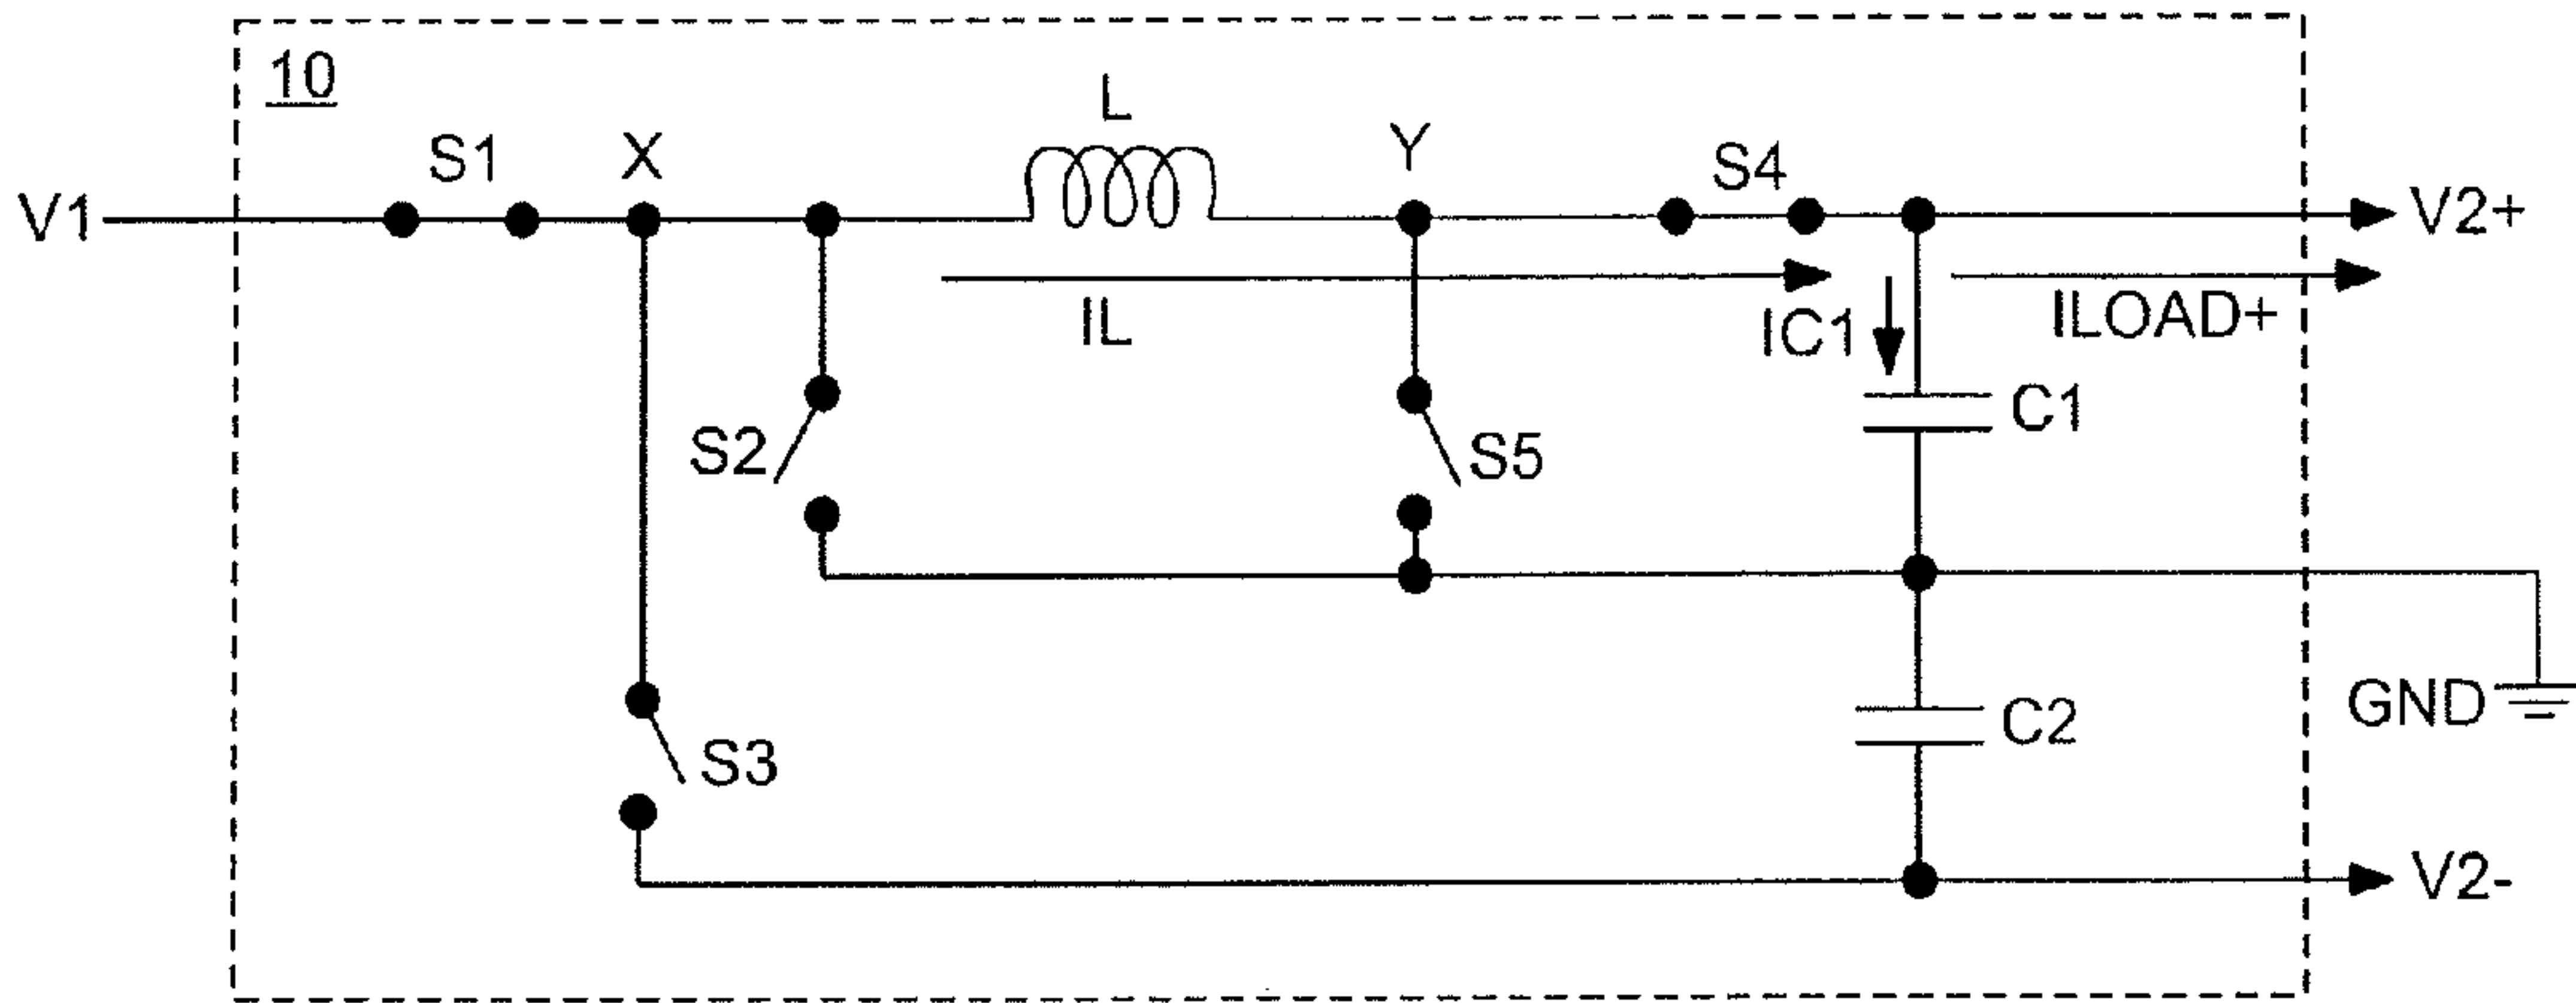 10
L
S1
X
Y
S4
V1
V2+
IL
IC1
ILOAD+
C1
S2
S5
GND
C2
S3
V2-